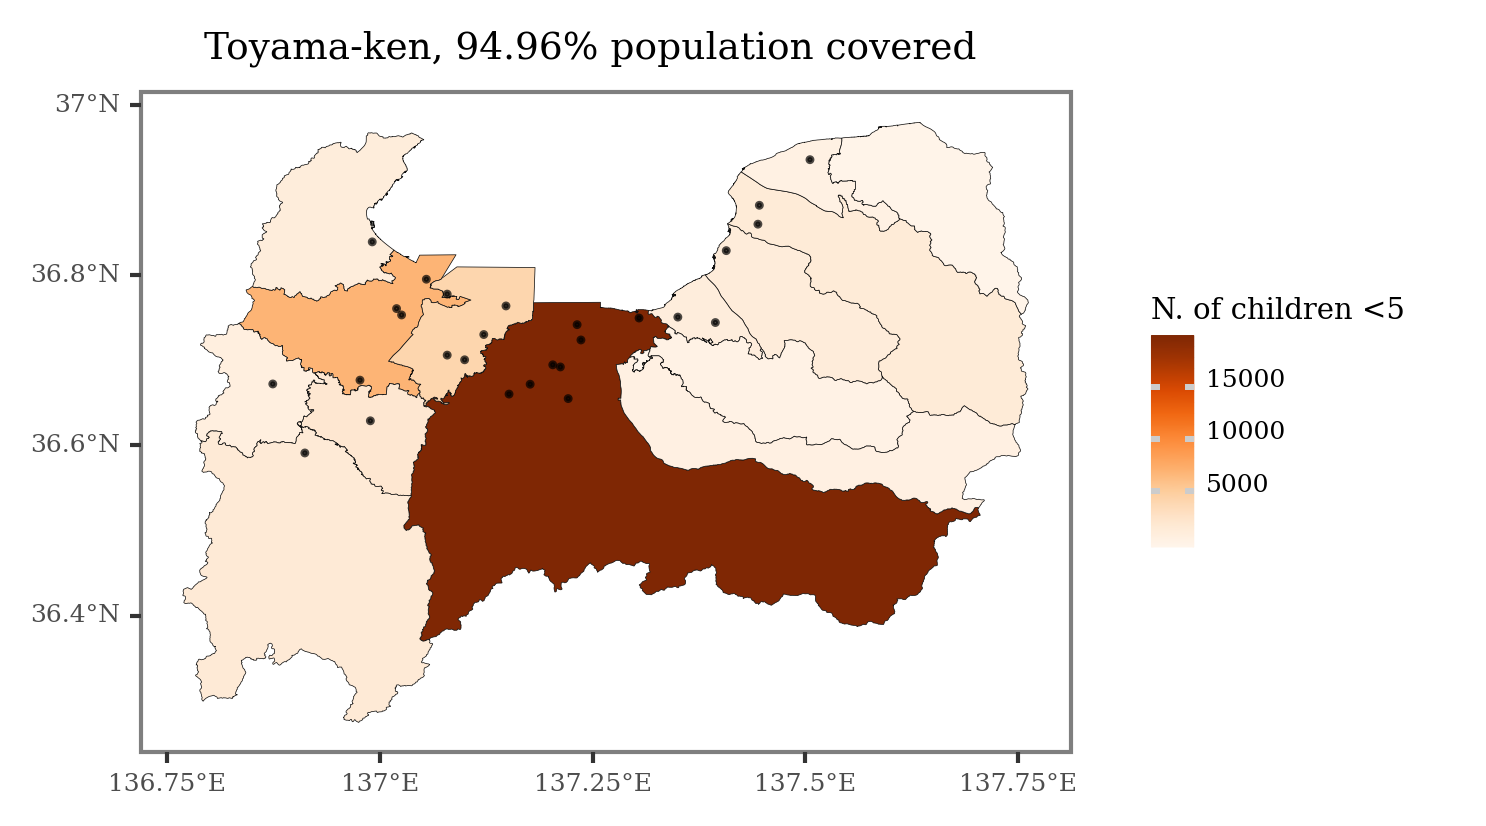 Toyama-ken, 94.96% population covered
37°N
36.8°N
36.6°N
36.4°N
136.75°E
137°E
137.25°E
137.5°E
137.75°E
N. of children <5
15000
10000
5000